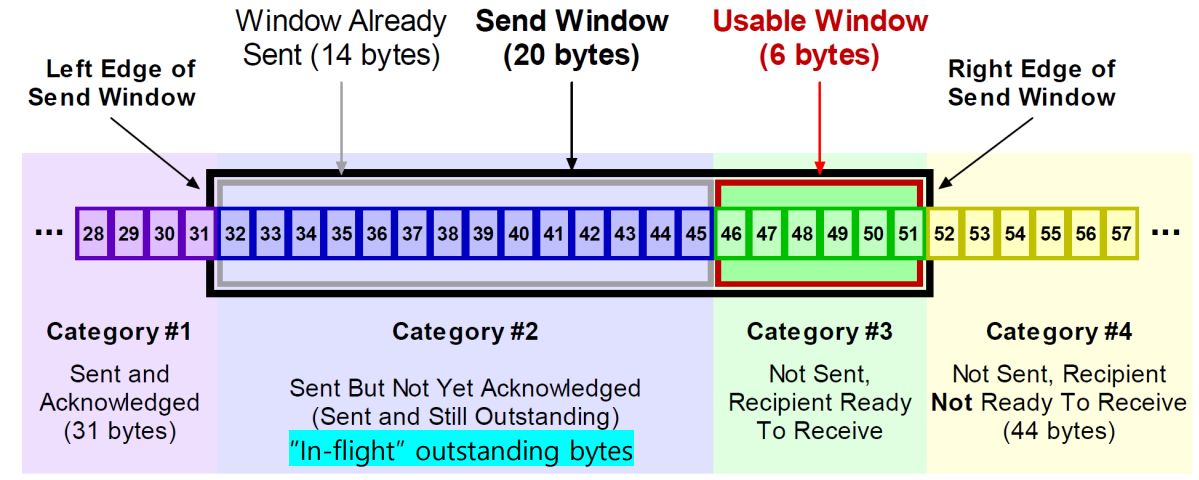 Window Already
Sent (14 bytes)
Send Window
(20 bytes)
Usable Window
(6 bytes)
Left Edge of
Send Window
Right Edge of
Send Window
... 28 29 30 31 32 33 34 35 36 37 38 39 40 41 42 43 44 45 46 47 48 49 50 51 52 53 54 55 56 57 ...
Category #1
Sent and
Acknowledged
(31 bytes)
Category #2
Sent But Not Yet Acknowledged
(Sent and Still Outstanding)
"In-flight" outstanding bytes
Category #3
Not Sent,
Recipient Ready
To Receive
Category #4
Not Sent, Recipient
Not Ready To Receive
(44 bytes)